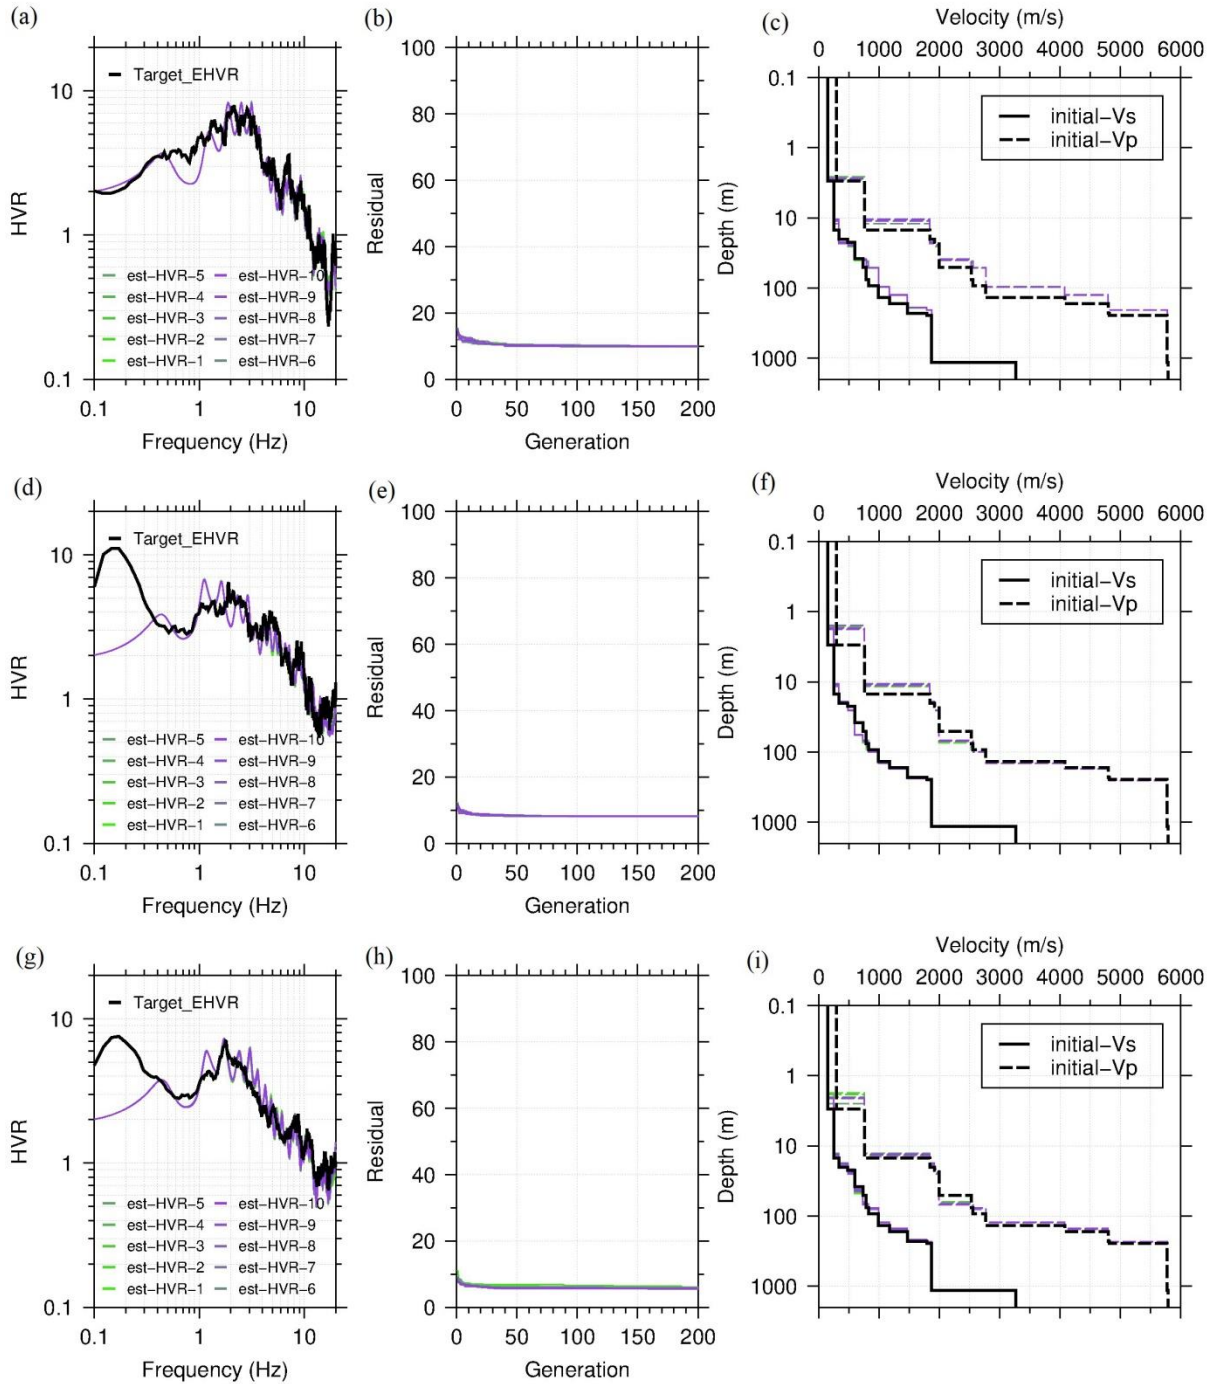 (a)
10
1
0.1
HVR
Target_EHVR
est-HVR-5 est-HVR-10
est-HVR-4 est-HVR-9
est-HVR-3 est-HVR-8
est-HVR-2 est-HVR-7
est-HVR-1 est-HVR-6
0.1 1 10
Frequency (Hz)
(b)
100
80
60
40
20
0
Residual
0 50 100 150 200
Generation
(c)
Velocity (m/s)
0 1000 2000 3000 4000 5000 6000
0.1
1
10
100
1000
Depth (m)
initial-Vs
initial-Vp
(d)
10
1
0.1
HVR
Target_EHVR
est-HVR-5 est-HVR-10
est-HVR-4 est-HVR-9
est-HVR-3 est-HVR-8
est-HVR-2 est-HVR-7
est-HVR-1 est-HVR-6
0.1 1 10
Frequency (Hz)
(e)
100
80
60
40
20
0
Residual
0 50 100 150 200
Generation
(f)
Velocity (m/s)
0 1000 2000 3000 4000 5000 6000
0.1
1
10
100
1000
Depth (m)
initial-Vs
initial-Vp
(g)
10
1
0.1
HVR
Target_EHVR
est-HVR-5 est-HVR-10
est-HVR-4 est-HVR-9
est-HVR-3 est-HVR-8
est-HVR-2 est-HVR-7
est-HVR-1 est-HVR-6
0.1 1 10
Frequency (Hz)
(h)
100
80
60
40
20
0
Residual
0 50 100 150 200
Generation
(i)
Velocity (m/s)
0 1000 2000 3000 4000 5000 6000
0.1
1
10
100
1000
Depth (m)
initial-Vs
initial-Vp